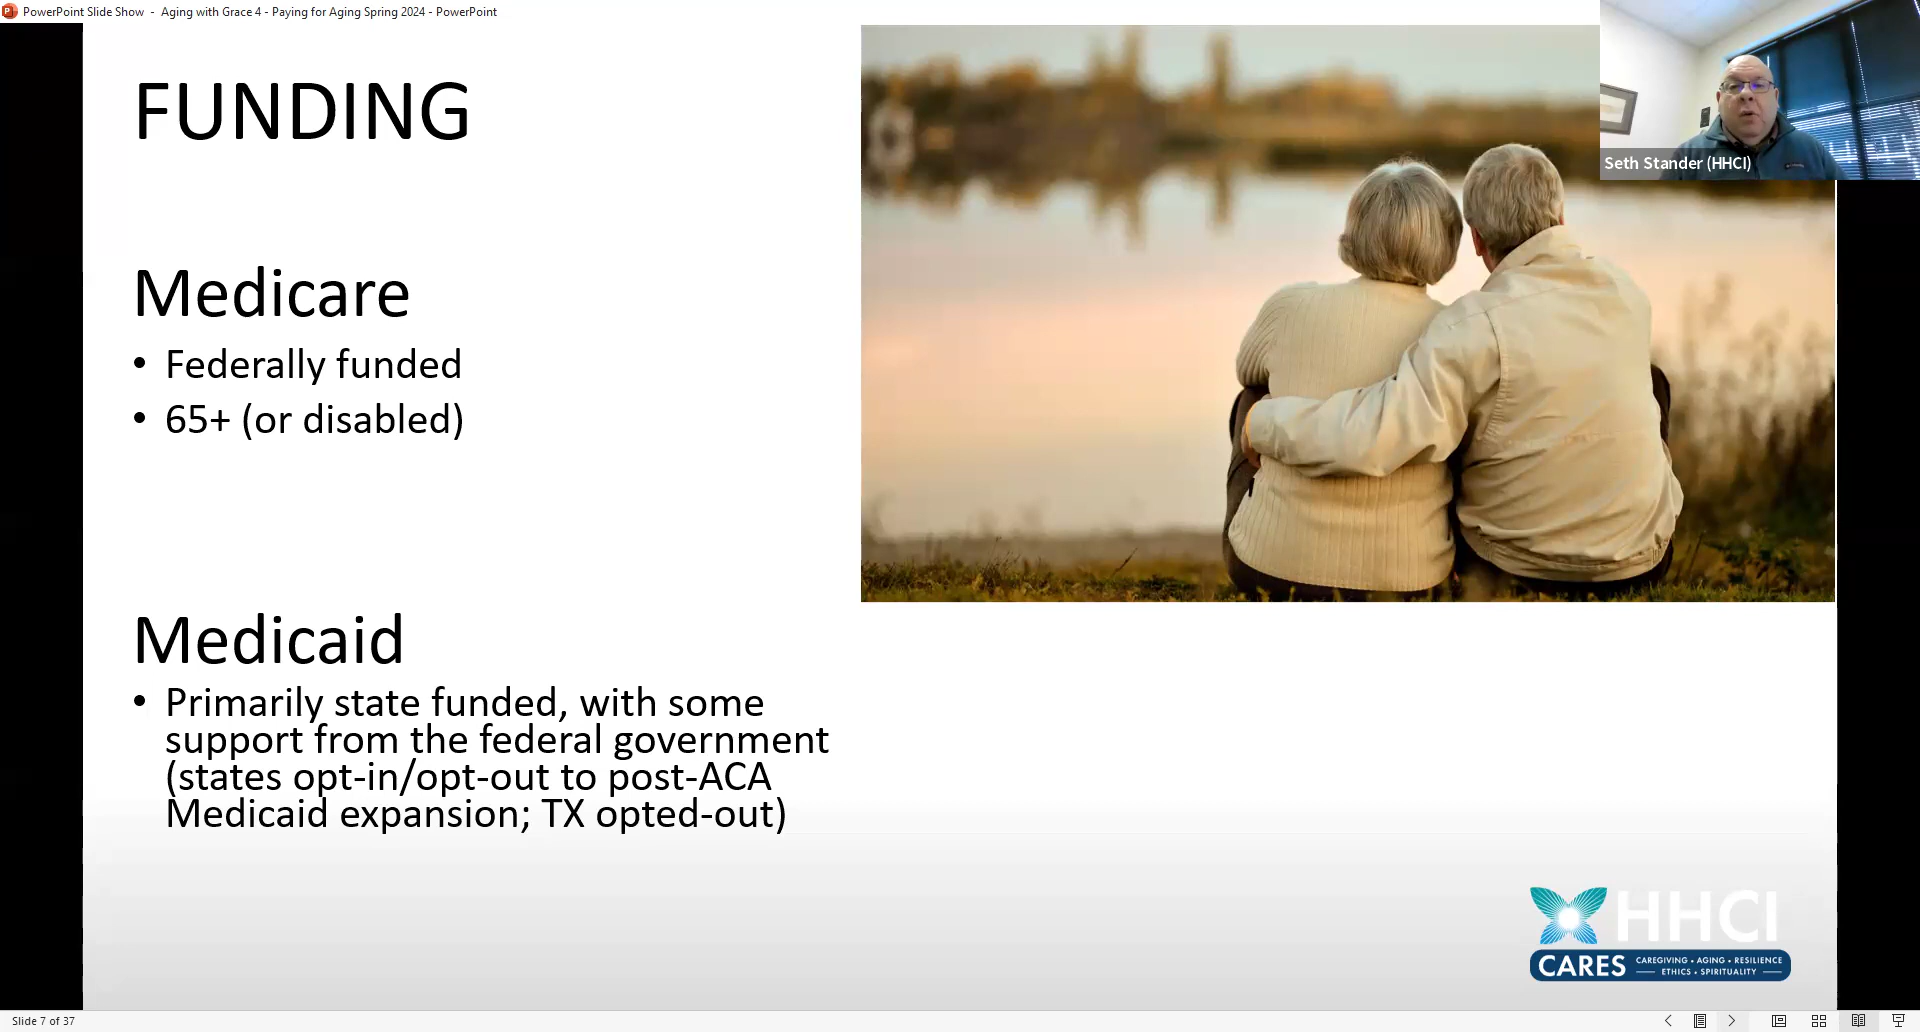 PowerPoint Slide Show - Aging with Grace 4 - Paying for Aging Spring 2024 - PowerPoint
FUNDING
Seth Stander (HHCI)
Medicare
• Federally funded
• 65+ (or disabled)
Medicaid
• Primarily state funded, with some
support from the federal government
(states opt-in/opt-out to post-ACA
Medicaid expansion; TX opted-out)
HHCI
CARES
CAREGIVING • AGING • RESILIENCE
ETHICS • SPIRITUALITY
Slide 7 of 37